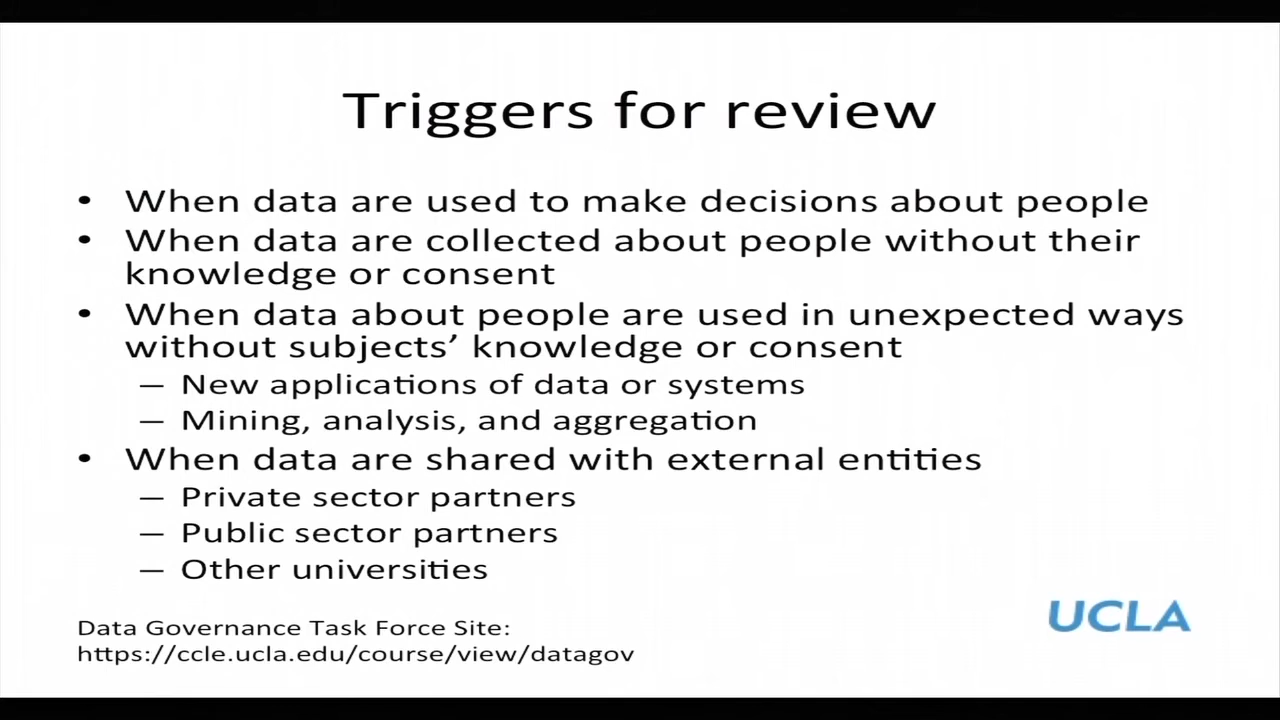 Triggers for review
• When data are used to make decisions about people
• When data are collected about people without their
knowledge or consent
• When data about people are used in unexpected ways
without subjects’ knowledge or consent
– New applications of data or systems
– Mining, analysis, and aggregation
• When data are shared with external entities
– Private sector partners
– Public sector partners
– Other universities
Data Governance Task Force Site:
https://ccle.ucla.edu/course/view/datagov
UCLA